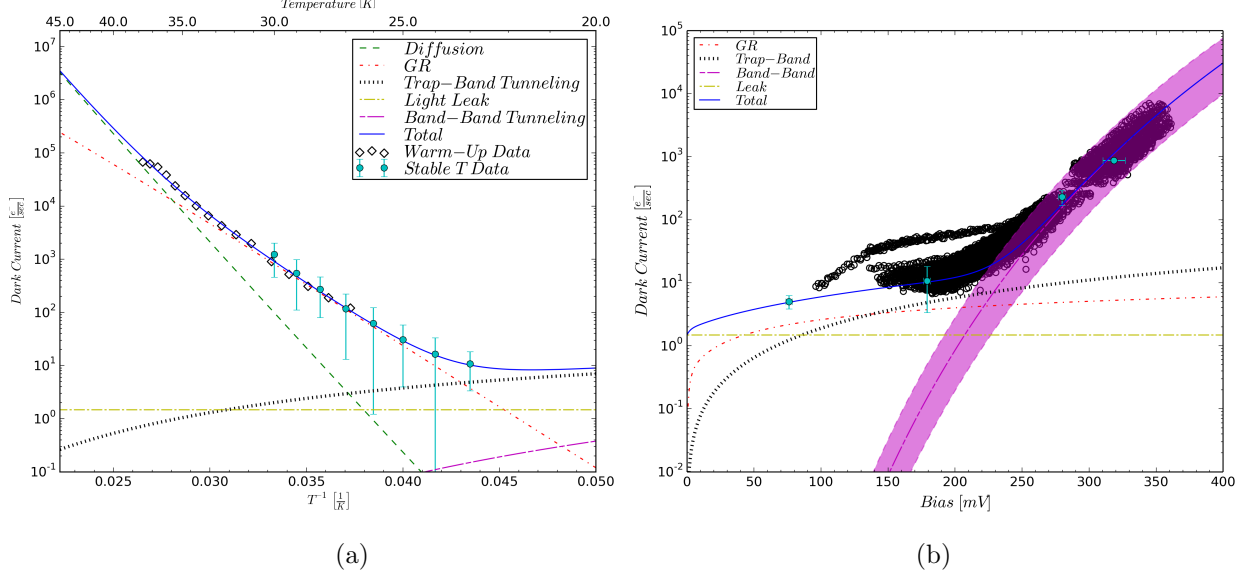 Temperature [K]
45.0 40.0 35.0 30.0 25.0 20.0
10^7
10^6
10^5
10^4
10^3
10^2
10^1
10^0
10^-1
Dark Current [e^-/sec]
Diffusion
GR
Trap-Band Tunneling
Light Leak
Band-Band Tunneling
Total
Warm-Up Data
Stable T Data
0.025 0.030 0.035 0.040 0.045 0.050
T^-1 [1/K]
(a)
10^5
10^4
10^3
10^2
10^1
10^0
10^-1
10^-2
Dark Current [e^-/sec]
GR
Trap-Band
Band-Band
Leak
Total
0 50 100 150 200 250 300 350 400
Bias [mV]
(b)